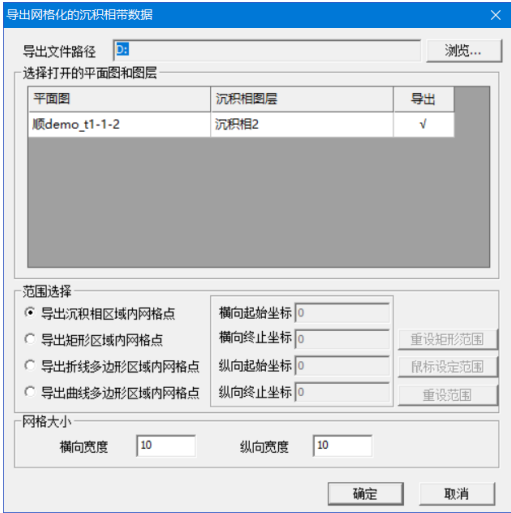 导出网格化的沉积相带数据
导出文件路径 D: 浏览...
选择打开的平面图和图层
平面图 沉积相图层 导出
顺demo_t1-1-2 沉积相2 √
范围选择
导出沉积相区域内网格点 横向起始坐标 0
导出矩形区域内网格点 横向终止坐标 0 重设矩形范围
导出折线多边形区域内网格点 纵向起始坐标 0 鼠标设定范围
导出曲线多边形区域内网格点 纵向终止坐标 0 重设范围
网格大小
横向宽度 10 纵向宽度 10
确定 取消